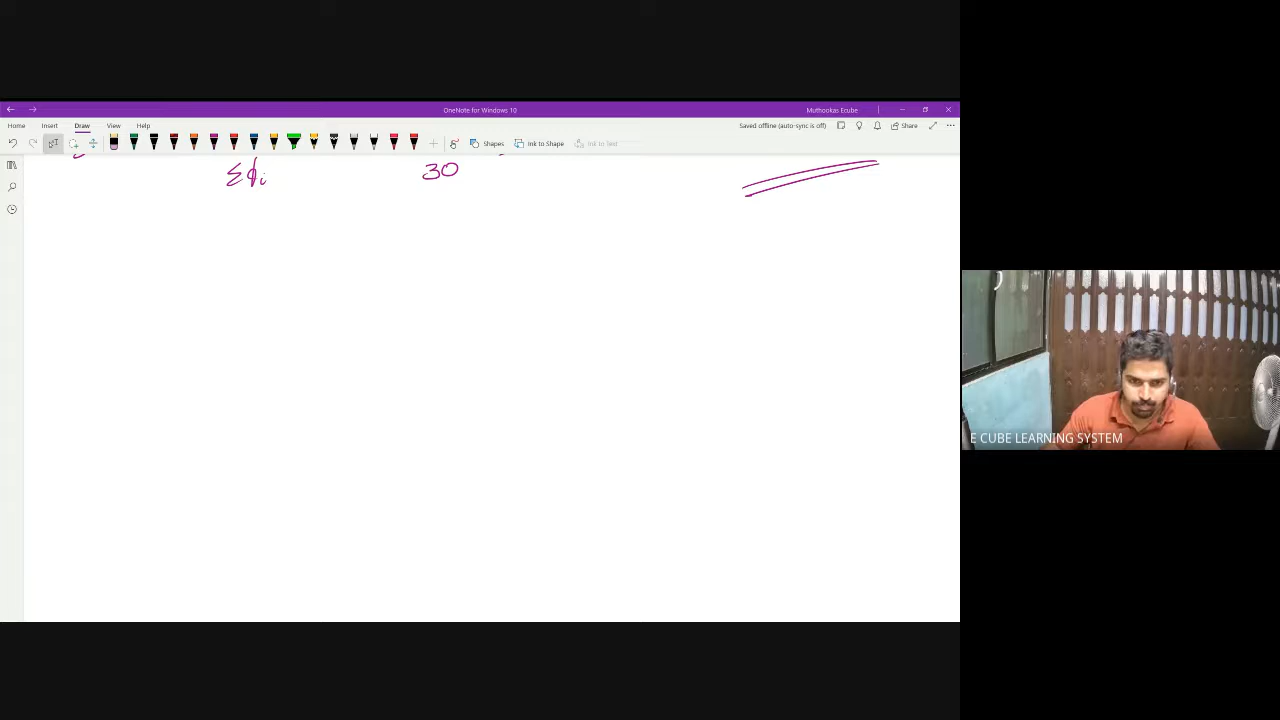 OneNote for Windows 10
Muthookas Ecube
Home Insert Draw View Help
Saved offline (auto-sync is off)
Share
Shapes
Ink to Shape
Ink to Text
Σϕi 30
E CUBE LEARNING SYSTEM